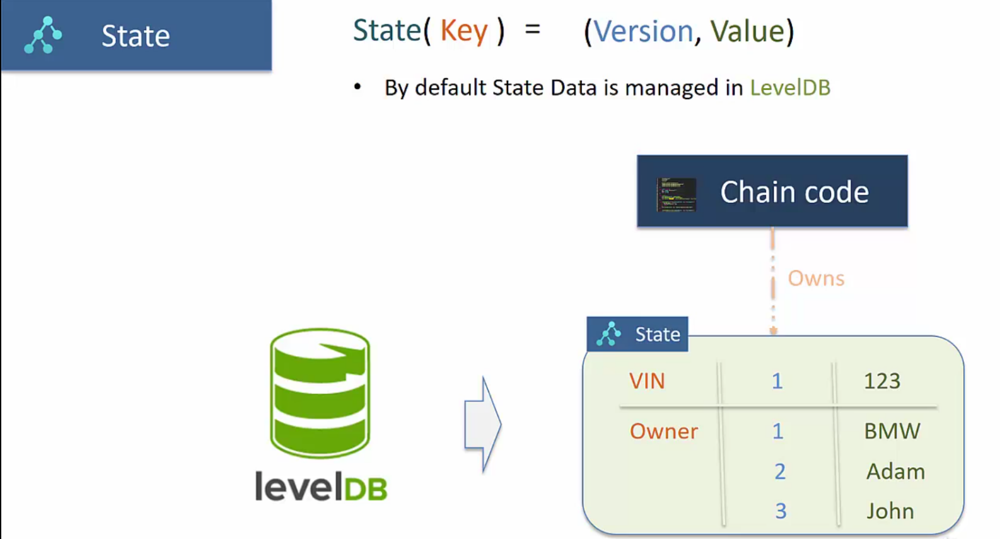 State
State( Key ) = (Version, Value)
• By default State Data is managed in LevelDB
Chain code
Owns
State
VIN 1 123
Owner 1 BMW
2 Adam
3 John
levelDB